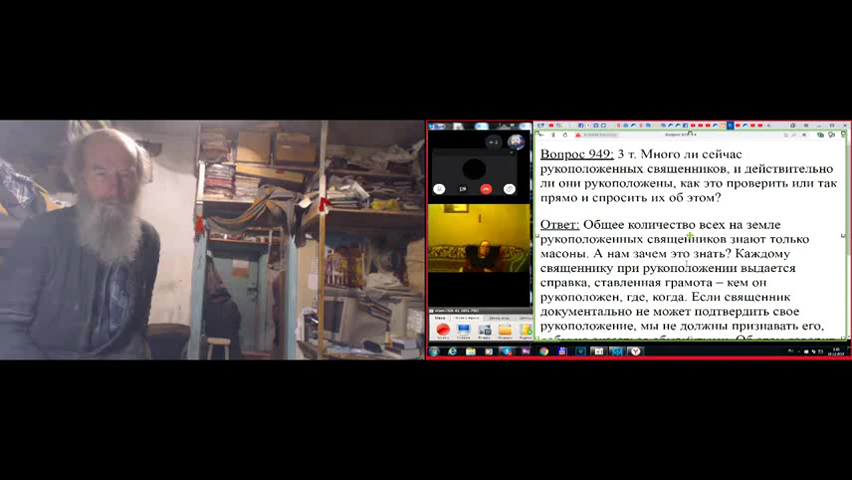 Вопрос 949: 3 т. Много ли сейчас
рукоположенных священников, и действительно
ли они рукоположены, как это проверить или так
прямо и спросить их об этом?
Ответ: Общее количество всех на земле
рукоположенных священников знают только
масоны. А нам зачем это знать? Каждому
священнику при рукоположении выдается
справка, ставленная грамота – кем он
рукоположен, где, когда. Если священник
документально не может подтвердить свое
рукоположение, мы не должны признавать его,